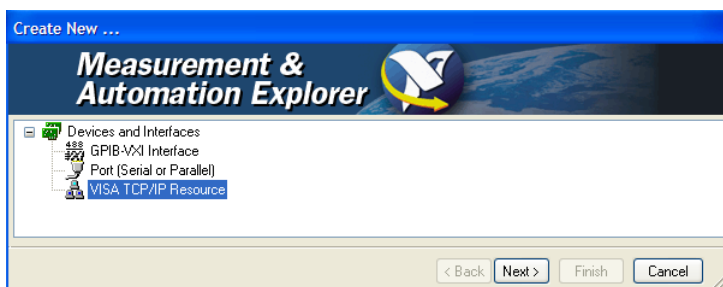 Create New ...
Measurement &
Automation Explorer
Devices and Interfaces
GPIB-VXI Interface
Port (Serial or Parallel)
VISA TCP/IP Resource
< Back Next > Finish Cancel